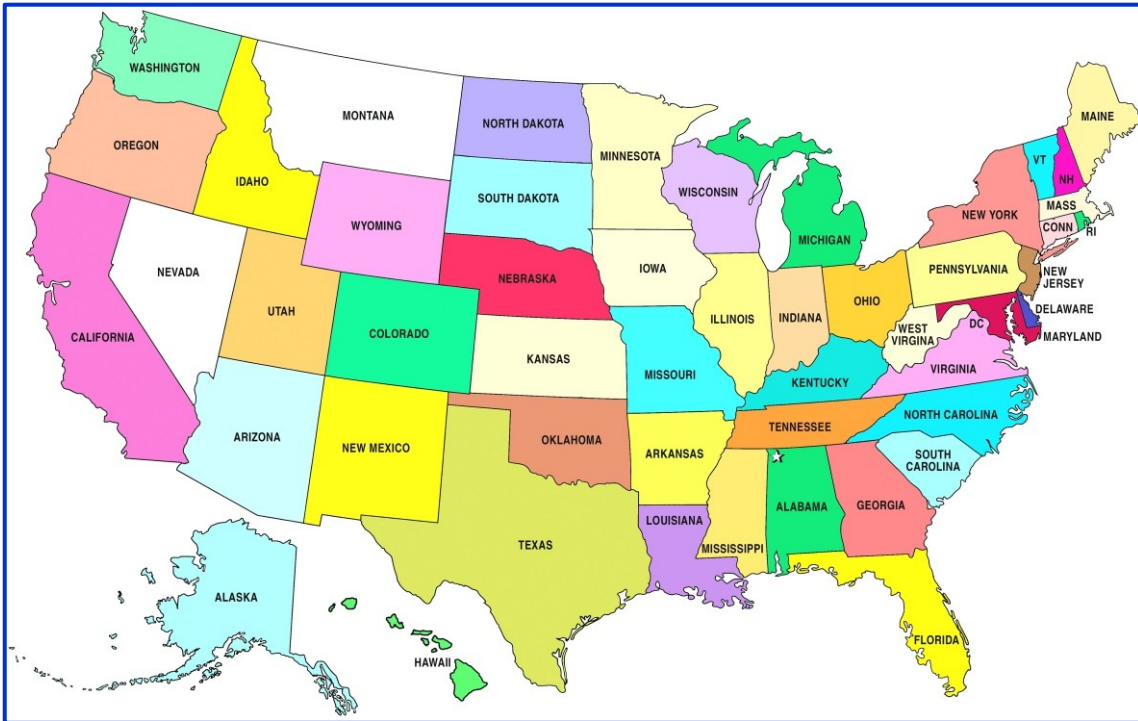 WASHINGTON
OREGON
IDAHO
MONTANA
NORTH DAKOTA
SOUTH DAKOTA
MINNESOTA
WISCONSIN
MICHIGAN
MAINE
VT
NH
MASS
CONN
RI
NEW YORK
PENNSYLVANIA
NEW
JERSEY
DELAWARE
MARYLAND
DC
WYOMING
NEBRASKA
IOWA
ILLINOIS
INDIANA
OHIO
WEST
VIRGINA
VIRGINIA
NEVADA
UTAH
COLORADO
KANSAS
MISSOURI
KENTUCKY
CALIFORNIA
ARIZONA
NEW MEXICO
OKLAHOMA
ARKANSAS
TENNESSEE
NORTH CAROLINA
SOUTH
CAROLINA
TEXAS
LOUISIANA
MISSISSIPPI
ALABAMA
GEORGIA
FLORIDA
ALASKA
HAWAII